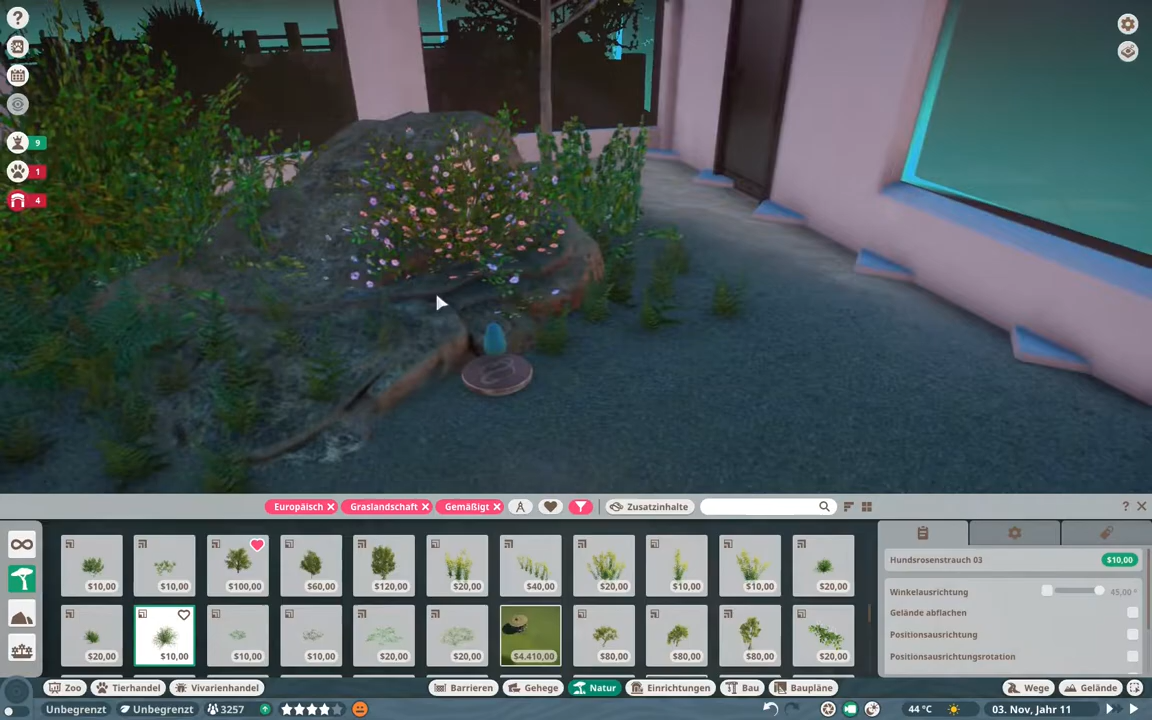 ?
9
1
4
Europäisch ✕ Graslandschaft ✕ Gemäßigt ✕ Zusatzinhalte ? ✕
$10,00 $10,00 $100,00 $60,00 $120,00 $20,00 $40,00 $20,00 $10,00 $10,00 $20,00
$20,00 $10,00 $10,00 $10,00 $20,00 $20,00 $4.410,00 $80,00 $80,00 $80,00 $20,00
Hundsrosenstrauch 03 $10,00
Winkelausrichtung 45,00 °
Gelände abflachen
Positionsausrichtung
Positionsausrichtungsrotation
Zoo Tierhandel Vivarienhandel Barrieren Gehege Natur Einrichtungen Bau Baupläne Wege Gelände
Unbegrenzt Unbegrenzt 3257 44 °C 03. Nov, Jahr 11